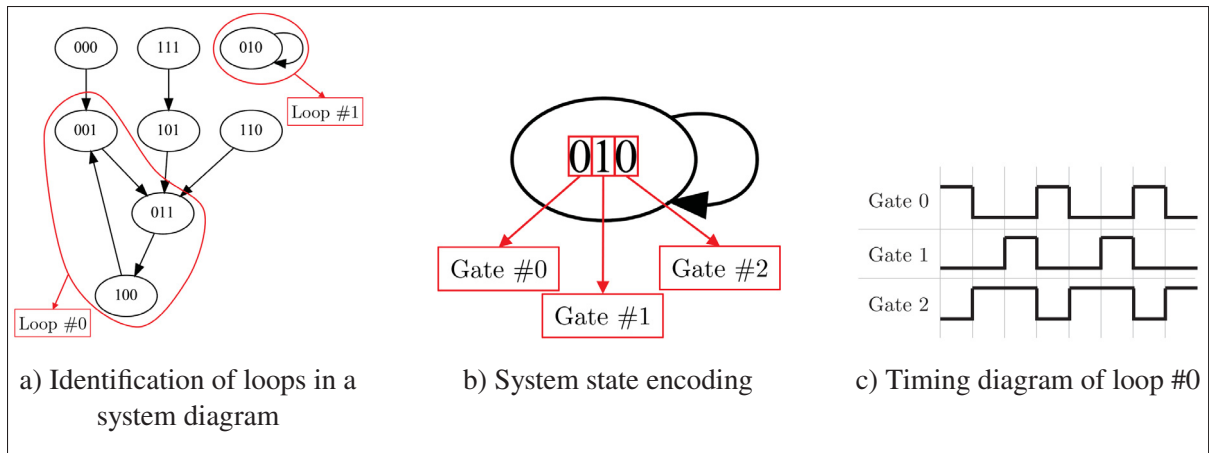 000
111
010
Loop #1
001
101
110
011
100
Loop #0
a) Identification of loops in a
system diagram
010
Gate #0
Gate #2
Gate #1
b) System state encoding
Gate 0
Gate 1
Gate 2
c) Timing diagram of loop #0